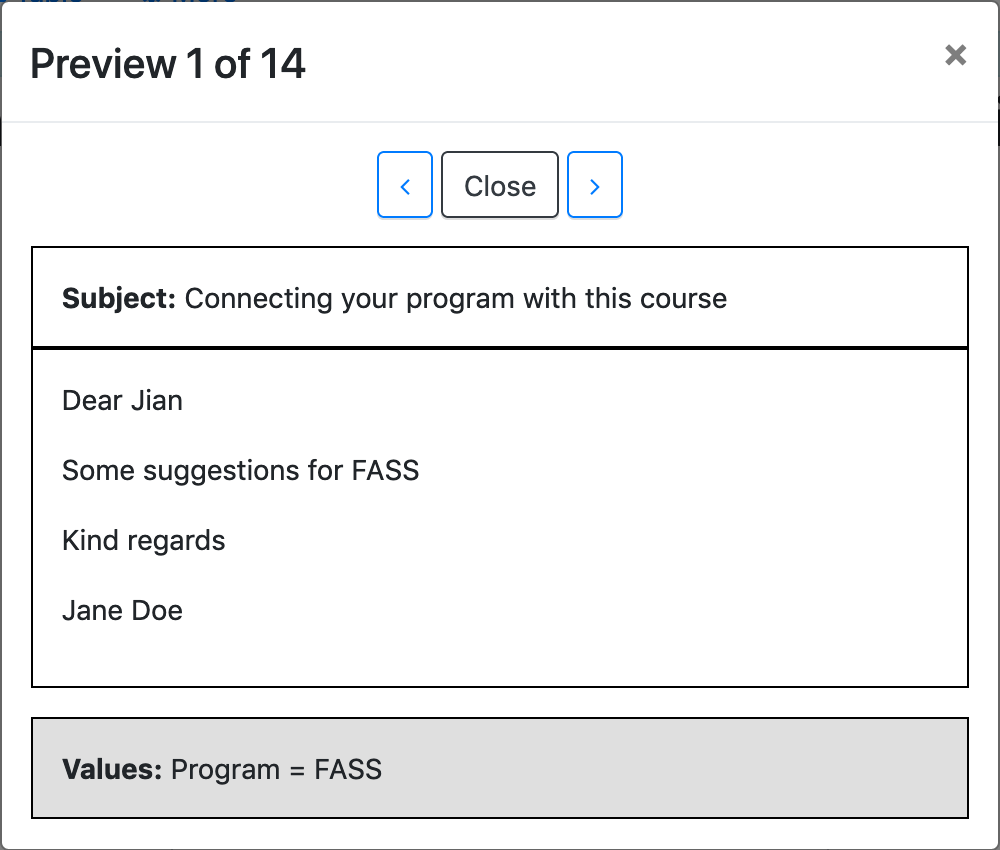 Preview 1 of 14
×
< Close >
Subject: Connecting your program with this course
Dear Jian
Some suggestions for FASS
Kind regards
Jane Doe
Values: Program = FASS